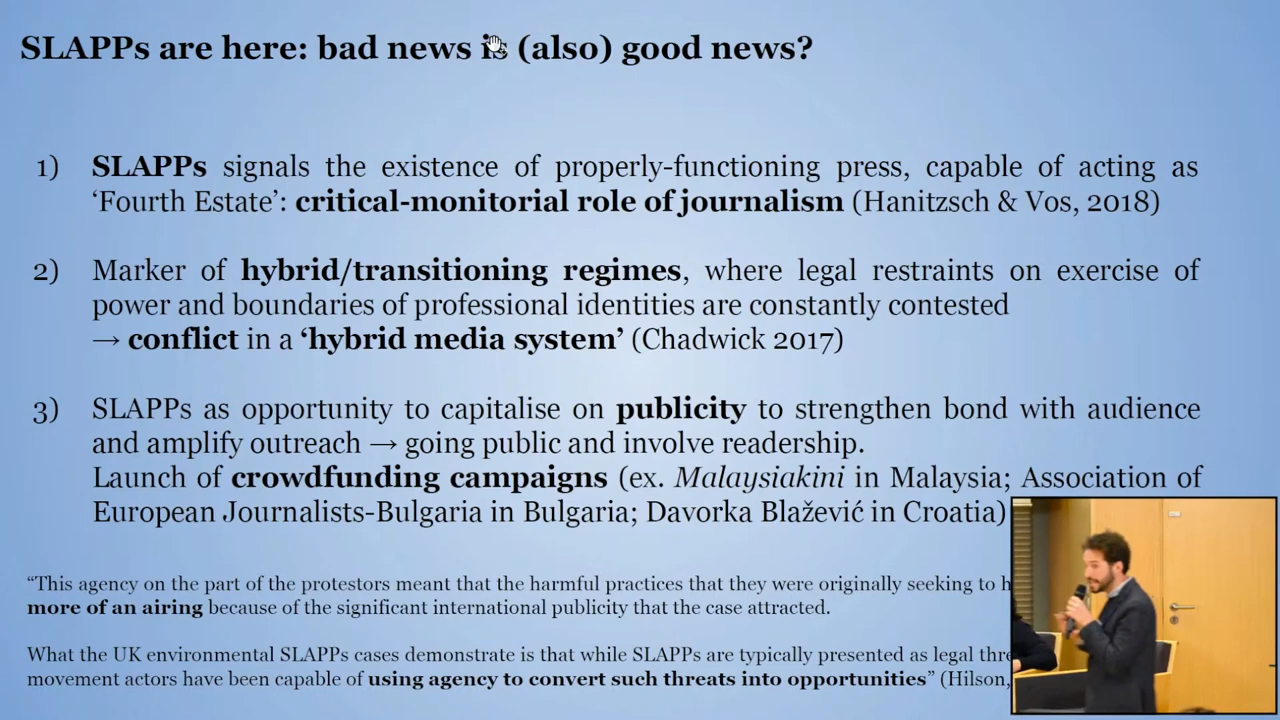 SLAPPs are here: bad news is (also) good news?
1) SLAPPs signals the existence of properly-functioning press, capable of acting as
‘Fourth Estate’: critical-monitorial role of journalism (Hanitzsch & Vos, 2018)
2) Marker of hybrid/transitioning regimes, where legal restraints on exercise of
power and boundaries of professional identities are constantly contested
→ conflict in a ‘hybrid media system’ (Chadwick 2017)
3) SLAPPs as opportunity to capitalise on publicity to strengthen bond with audience
and amplify outreach → going public and involve readership.
Launch of crowdfunding campaigns (ex. Malaysiakini in Malaysia; Association of
European Journalists-Bulgaria in Bulgaria; Davorka Blažević in Croatia)
“This agency on the part of the protestors meant that the harmful practices that they were originally seeking to
more of an airing because of the significant international publicity that the case attracted.
What the UK environmental SLAPPs cases demonstrate is that while SLAPPs are typically presented as legal
movement actors have been capable of using agency to convert such threats into opportunities” (Hilson,